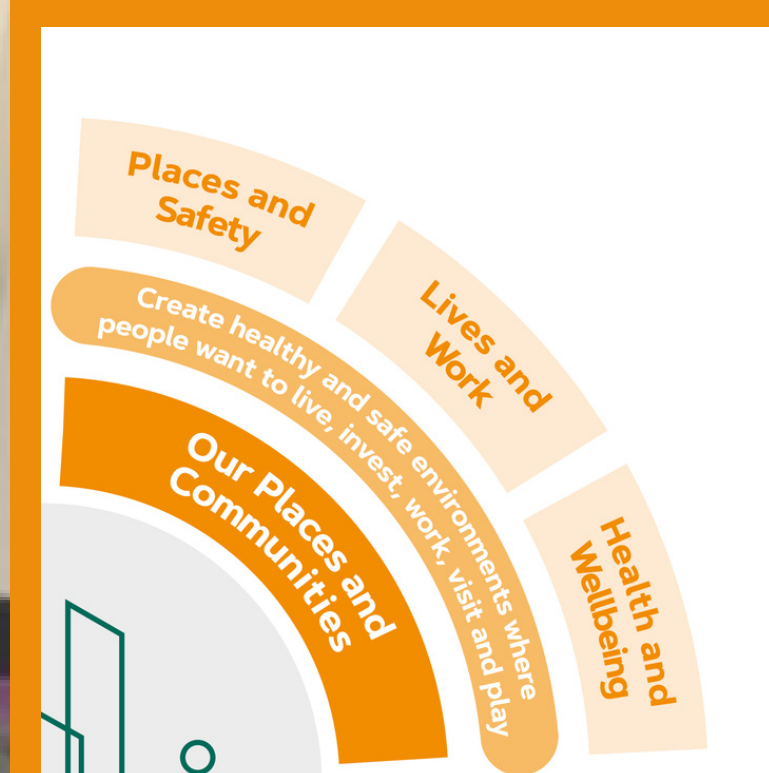 Places and
Safety
Lives and
Work
Health and
Wellbeing
Create healthy and safe environments where
people want to live, invest, work, visit and play
Our Places and
Communities